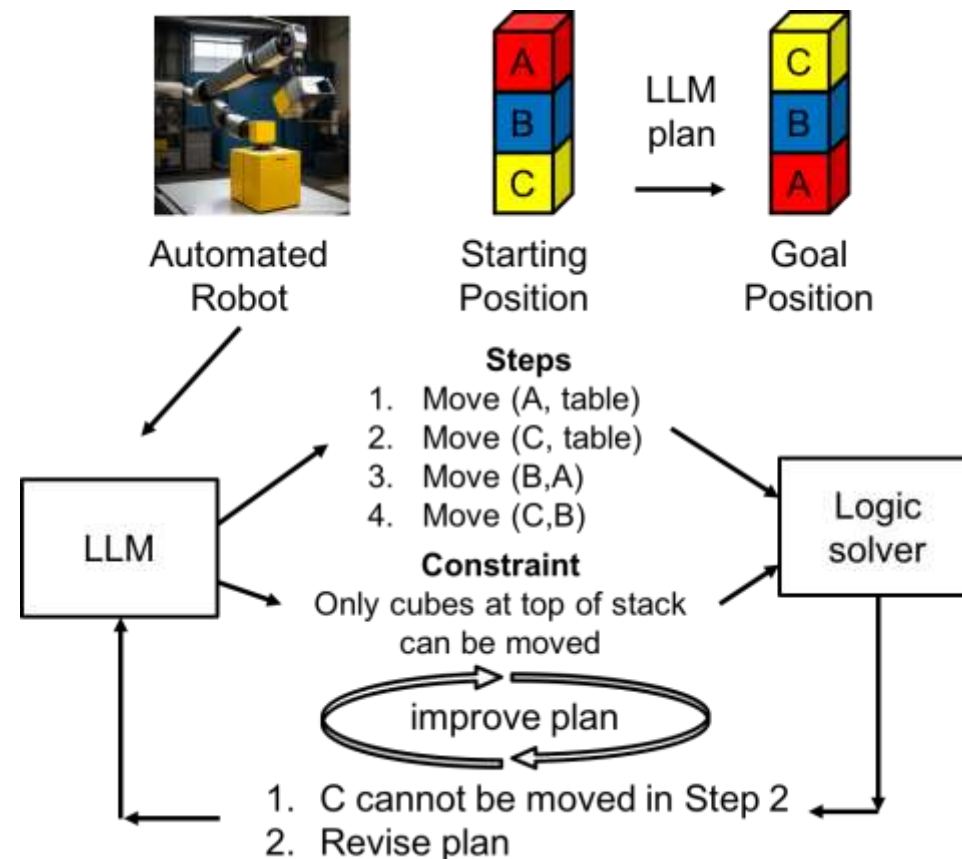 A
B
C
LLM
plan
C
B
A
Automated
Robot
Starting
Position
Goal
Position
Steps
1. Move (A, table)
2. Move (C, table)
3. Move (B,A)
4. Move (C,B)
LLM
Logic
solver
Constraint
Only cubes at top of stack
can be moved
improve plan
1. C cannot be moved in Step 2
2. Revise plan